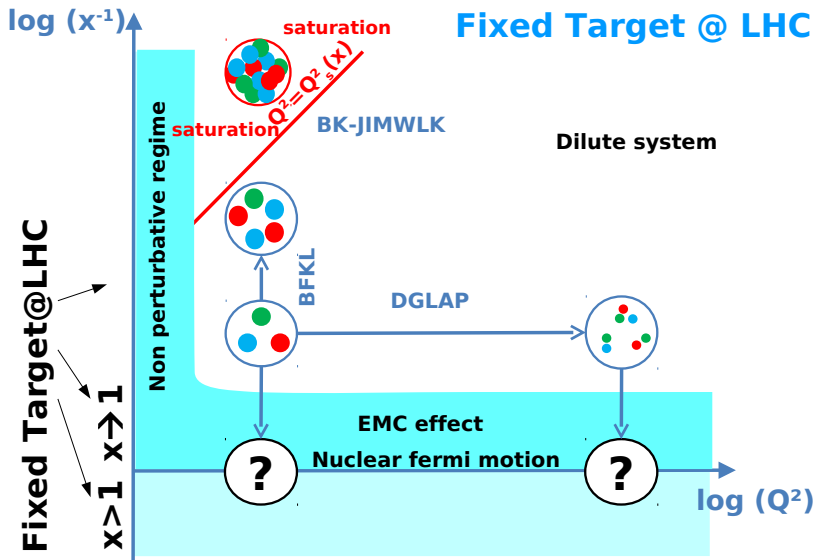 log (x⁻¹)
Fixed Target @ LHC
saturation
Q²=Q²ₛ(x)
saturation
BK-JIMWLK
Dilute system
Non perturbative regime
BFKL
DGLAP
Fixed Target@LHC
x→1
x>1
EMC effect
Nuclear fermi motion
?
?
log (Q²)